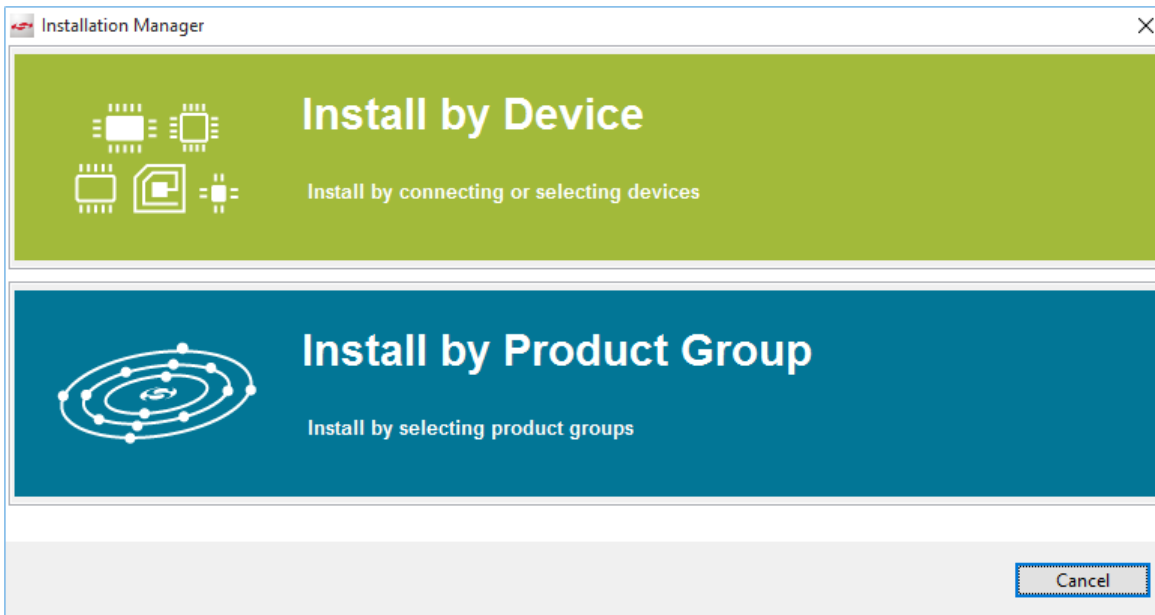 Installation Manager
Install by Device
Install by connecting or selecting devices
Install by Product Group
Install by selecting product groups
Cancel